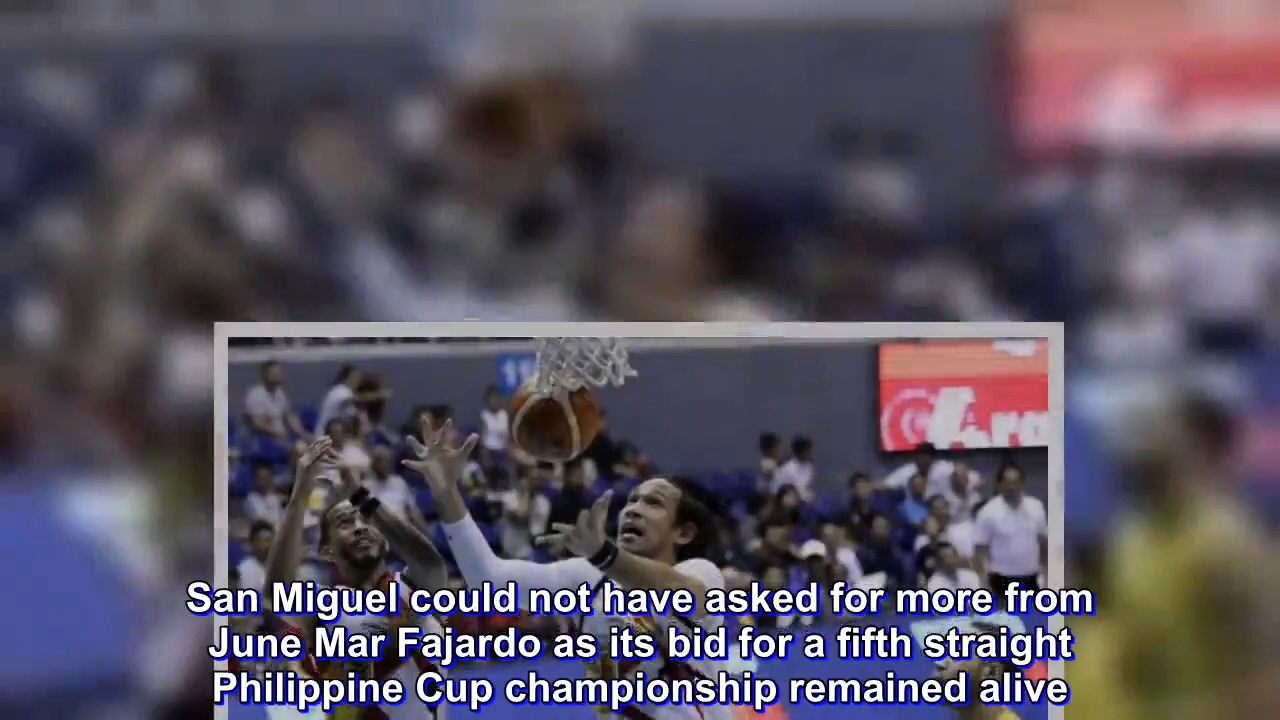 San Miguel could not have asked for more from
June Mar Fajardo as its bid for a fifth straight
Philippine Cup championship remained alive